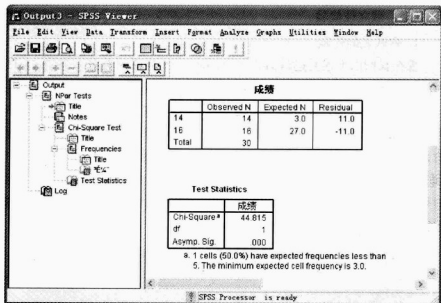 Output3 - SPSS Viewer
File Edit View Data Transform Insert Format Analyze Graphs Utilities Window Help
Output
NPar Tests
Title
Notes
Chi-Square Test
Title
Frequencies
Title
Test Statistics
Log
成绩
Observed N Expected N Residual
14 14 3.0 11.0
16 16 27.0 -11.0
Total 30
Test Statistics
成绩
Chi-Square a 44.815
df 1
Asymp. Sig. .000
a. 1 cells (50.0%) have expected frequencies less than
5. The minimum expected cell frequency is 3.0.
SPSS Processor is ready